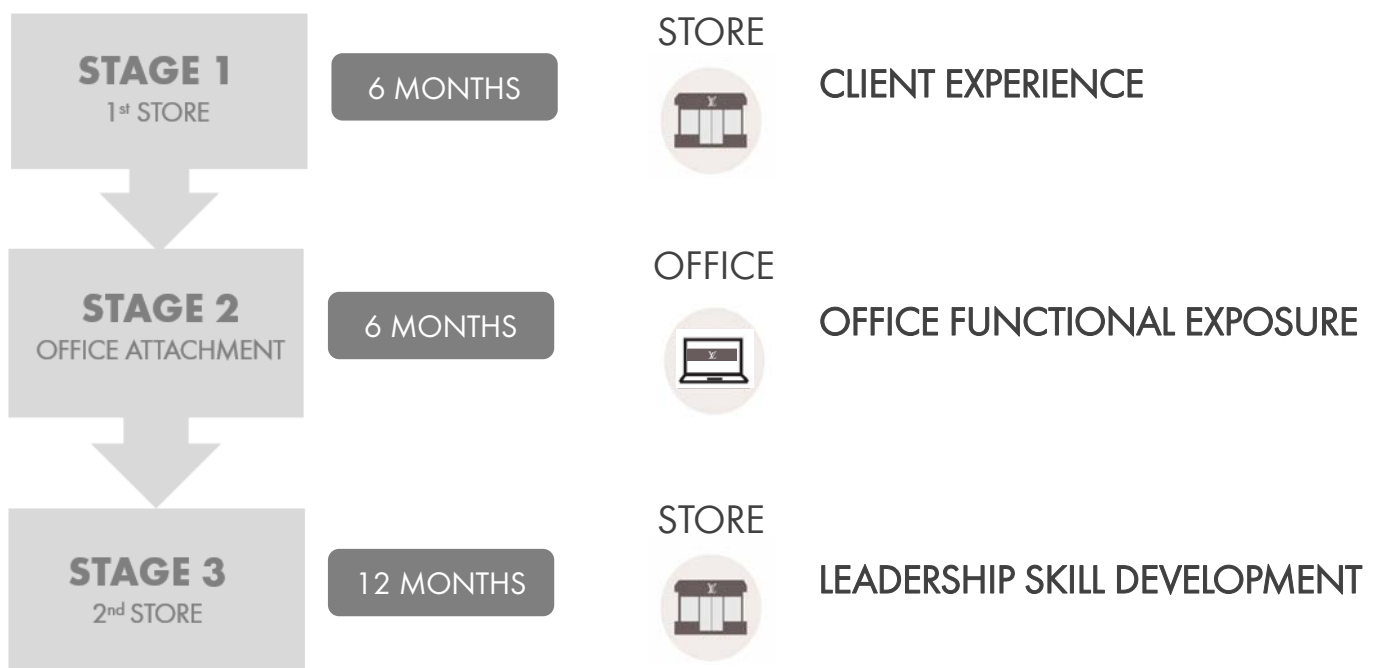 STAGE 1
1st STORE
6 MONTHS
STORE
CLIENT EXPERIENCE
STAGE 2
OFFICE ATTACHMENT
6 MONTHS
OFFICE
OFFICE FUNCTIONAL EXPOSURE
STAGE 3
2nd STORE
12 MONTHS
STORE
LEADERSHIP SKILL DEVELOPMENT